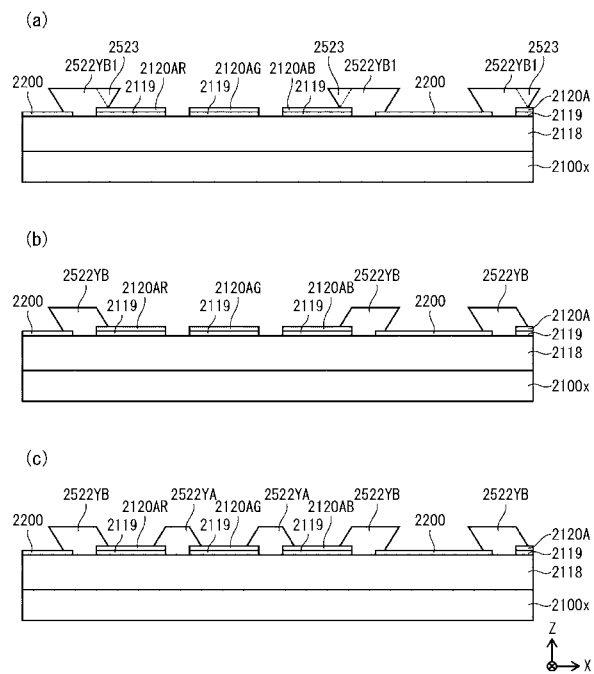 (a)
2523 2523 2523
2522YB1 2120AR 2120AB 2522YB1 2522YB1
2200 2120AG 2200
2119 2119 2119 2120A
2119
2118
2100x
(b)
2522YB 2120AR 2120AB 2522YB 2522YB
2200 2120AG 2200
2119 2119 2119 2120A
2119
2118
2100x
(c)
2522YB 2522YA 2522YA 2522YB 2522YB
2200 2120AR 2120AG 2120AB 2200
2119 2119 2119 2120A
2119
2118
2100x
Z
X